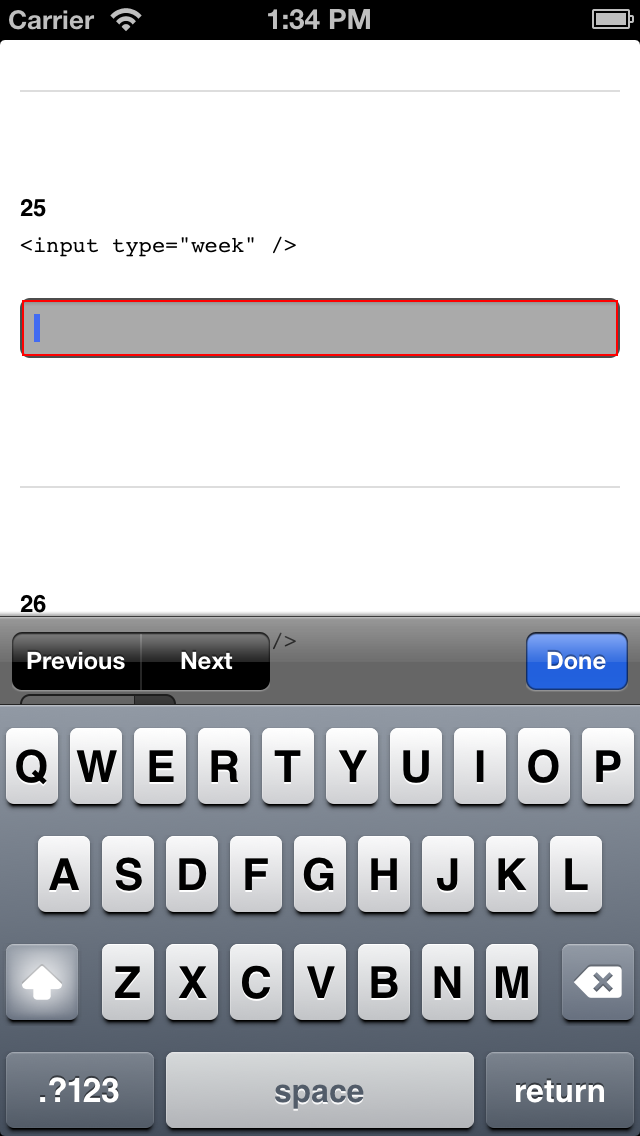 Carrier 1:34 PM
25
<input type="week" />
26
/>
Previous Next Done
Q W E R T Y U I O P
A S D F G H J K L
Z X C V B N M
.?123 space return